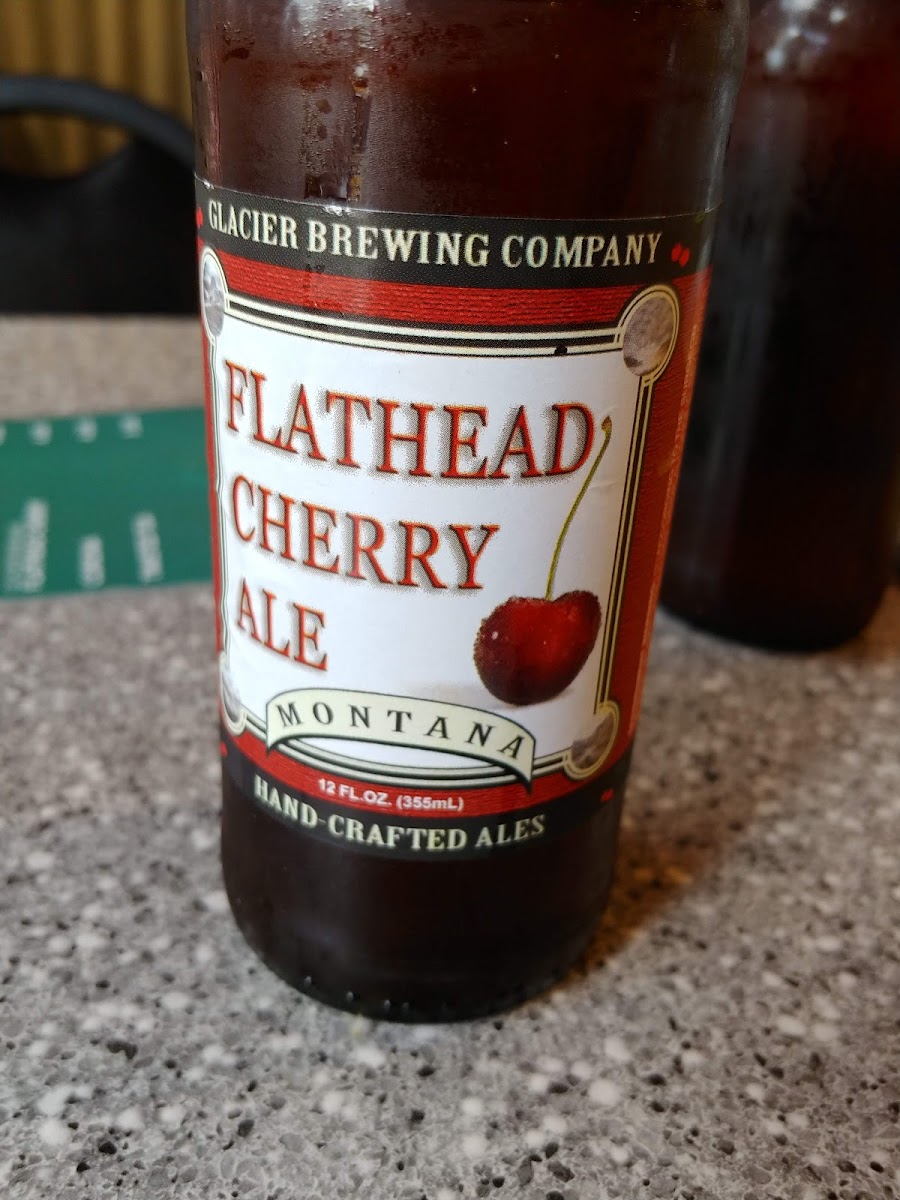 GLACIER BREWING COMPANY
FLATHEAD
CHERRY
ALE
MONTANA
12 FL.OZ. (355mL)
HAND-CRAFTED ALES